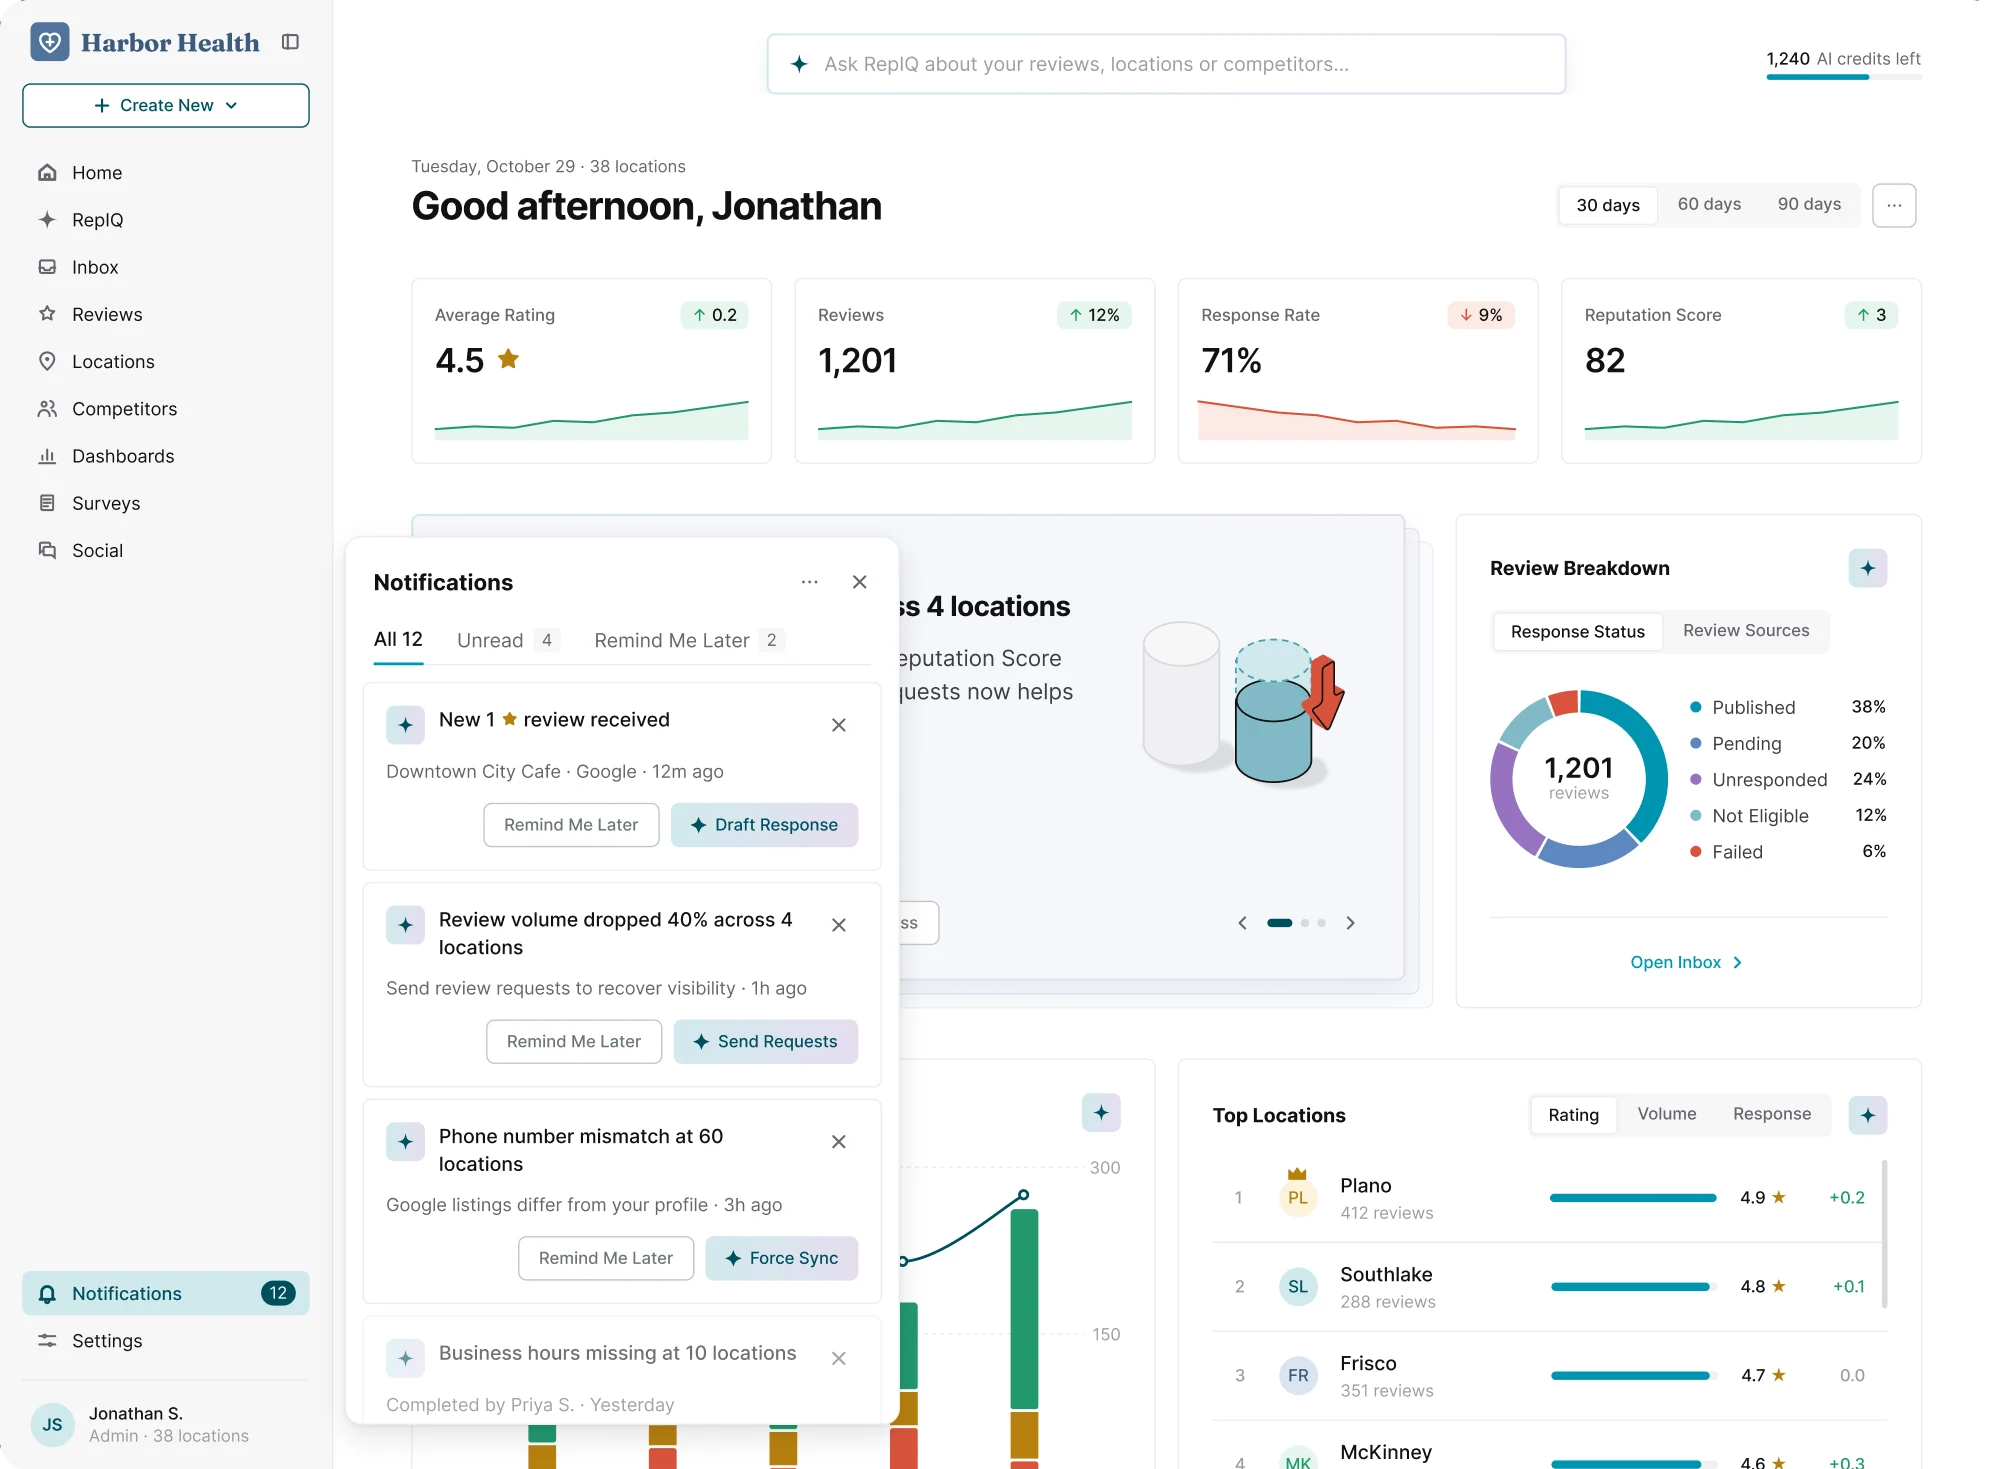 Harbor Health
Create New
Home
RepIQ
Inbox
Reviews
Locations
Competitors
Dashboards
Surveys
Social
Notifications 12
Settings
JS
Jonathan S.
Admin · 38 locations
Ask RepIQ about your reviews, locations or competitors...
1,240 AI credits left
Tuesday, October 29 · 38 locations
Good afternoon, Jonathan
30 days 60 days 90 days
Average Rating ↑ 0.2
4.5
Reviews ↑ 12%
1,201
Response Rate ↓ 9%
71%
Reputation Score ↑ 3
82
Notifications
All 12 Unread 4 Remind Me Later 2
New 1 ★ review received
Downtown City Cafe · Google · 12m ago
Remind Me Later Draft Response
Review volume dropped 40% across 4
locations
Send review requests to recover visibility · 1h ago
Remind Me Later Send Requests
Phone number mismatch at 60
locations
Google listings differ from your profile · 3h ago
Remind Me Later Force Sync
Business hours missing at 10 locations
Completed by Priya S. · Yesterday
ss 4 locations
eputation Score
quests now helps
ss
Review Breakdown
Response Status Review Sources
1,201
reviews
Published 38%
Pending 20%
Unresponded 24%
Not Eligible 12%
Failed 6%
Open Inbox
300
150
Top Locations
Rating Volume Response
1 PL Plano 4.9 ★ +0.2
412 reviews
2 SL Southlake 4.8 ★ +0.1
288 reviews
3 FR Frisco 4.7 ★ 0.0
351 reviews
4 MK McKinney 4.6 ★ +0.3